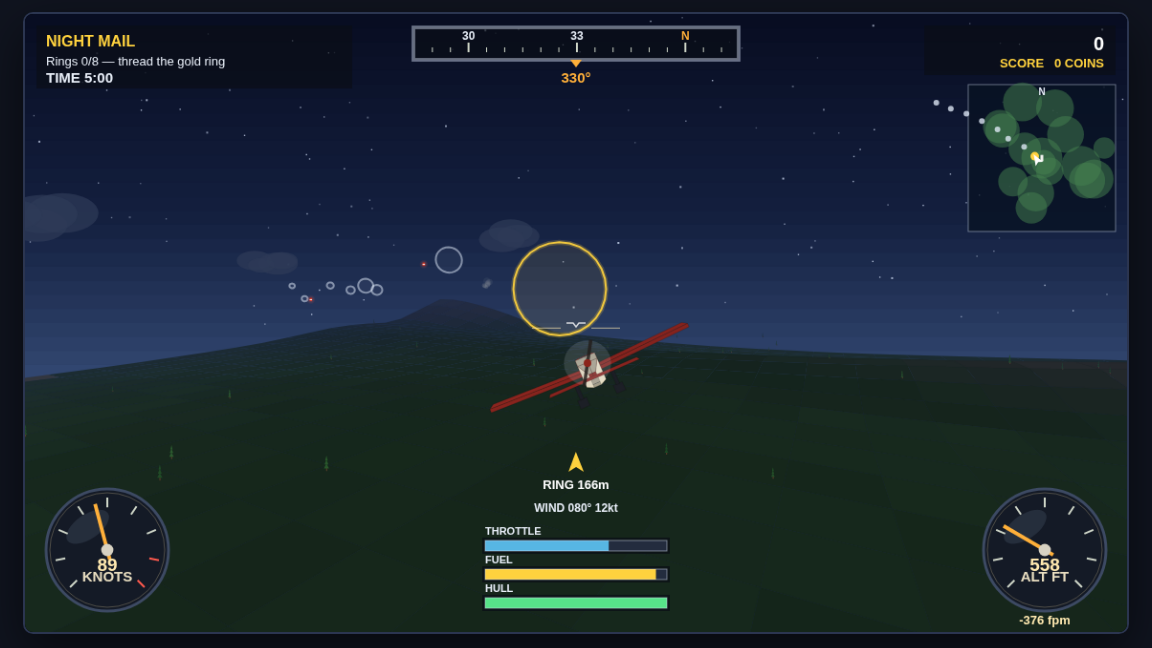 NIGHT MAIL
Rings 0/8 — thread the gold ring
TIME 5:00
30 33 N
330°
0
SCORE 0 COINS
N
RING 166m
WIND 080° 12kt
THROTTLE
FUEL
HULL
89
KNOTS
558
ALT FT
-376 fpm